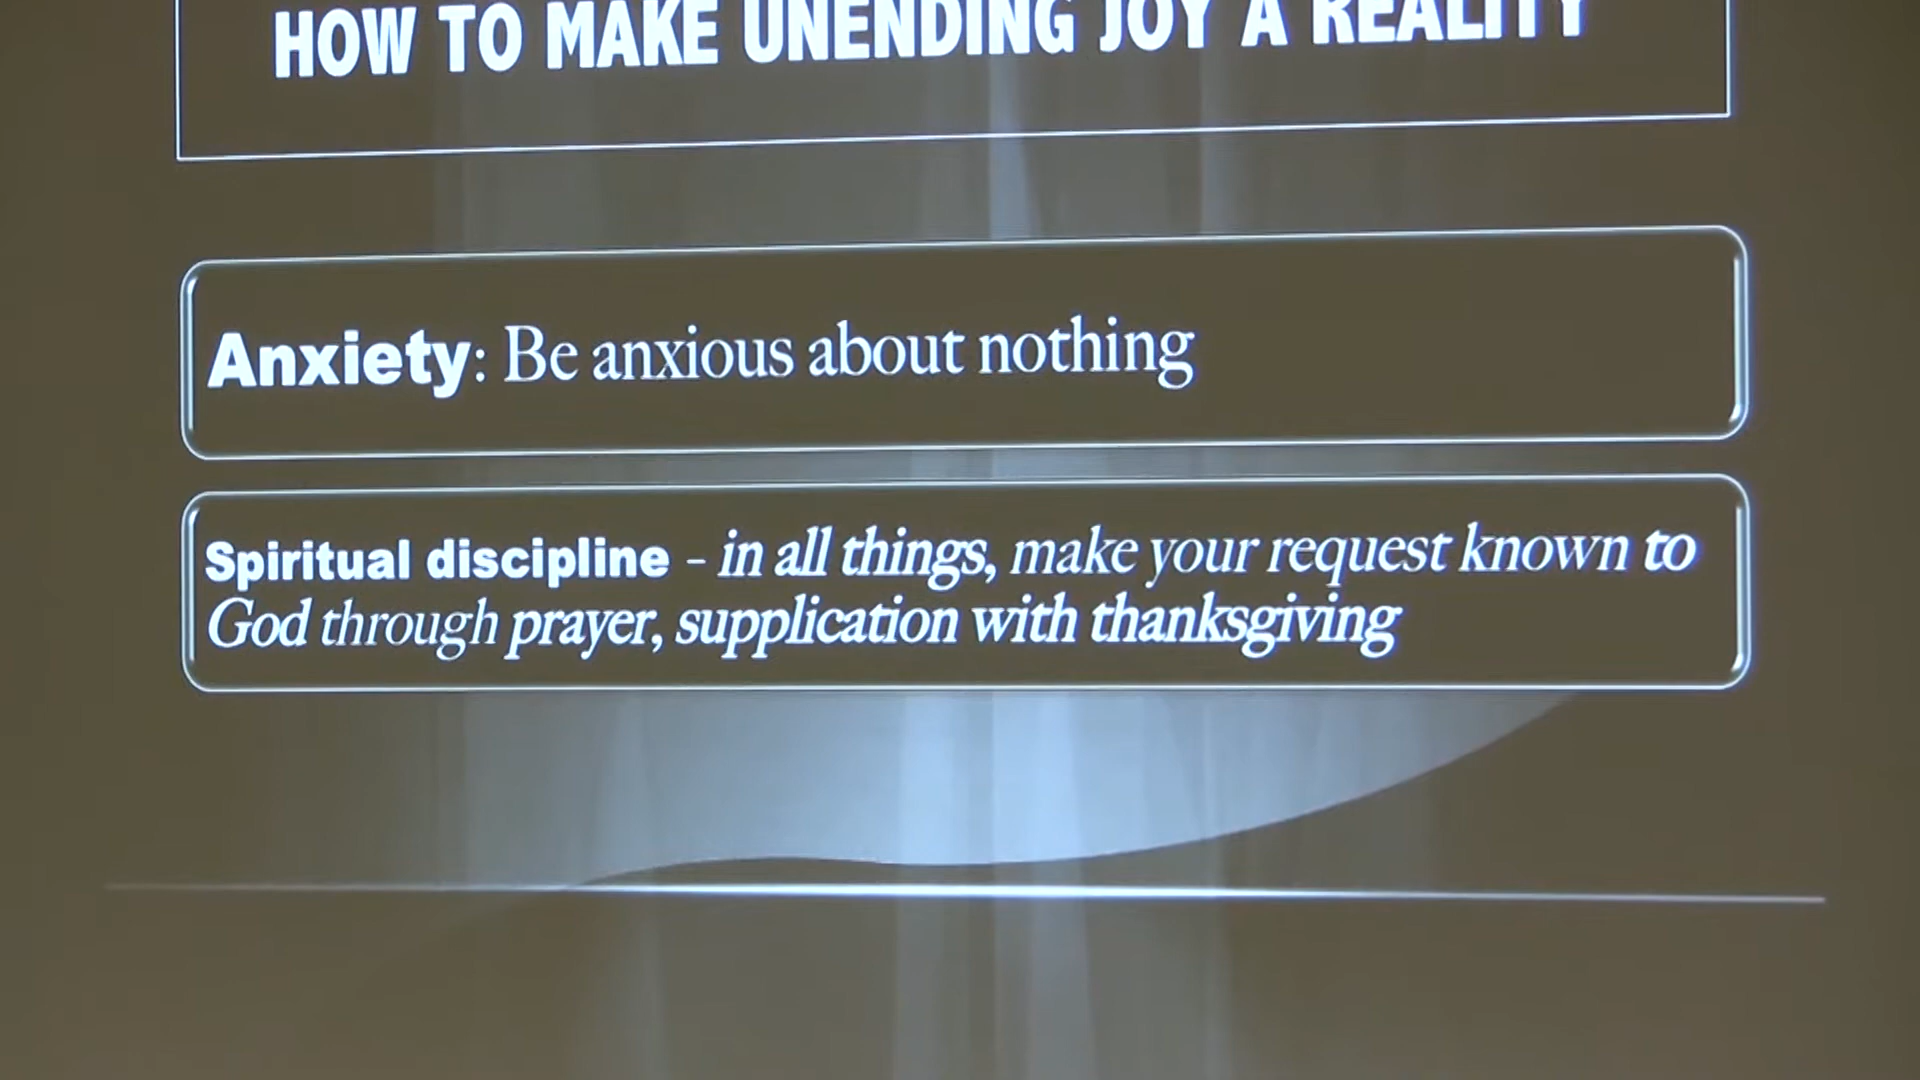 HOW TO MAKE UNENDING JOY A REALITY
Anxiety: Be anxious about nothing
Spiritual discipline - in all things, make your request known to
God through prayer, supplication with thanksgiving